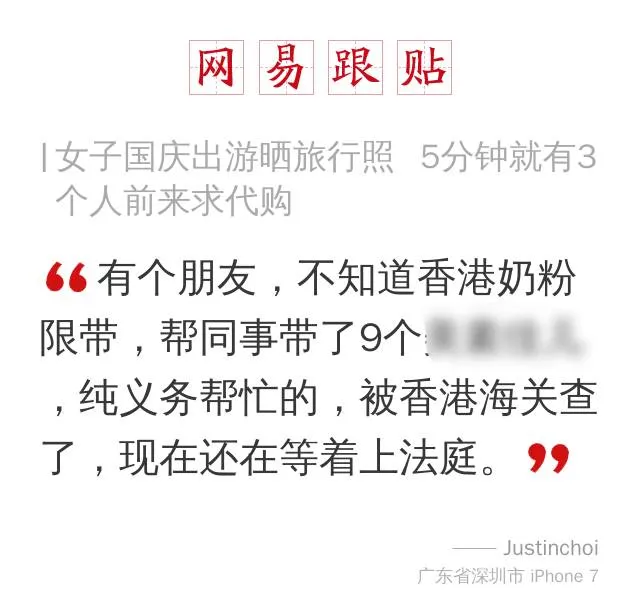 网易跟贴
女子国庆出游晒旅行照 5分钟就有3
个人前来求代购
“有个朋友，不知道香港奶粉
限带，帮同事带了9个
，纯义务帮忙的，被香港海关查
了，现在还在等着上法庭。”
—— Justinchoi
广东省深圳市 iPhone 7